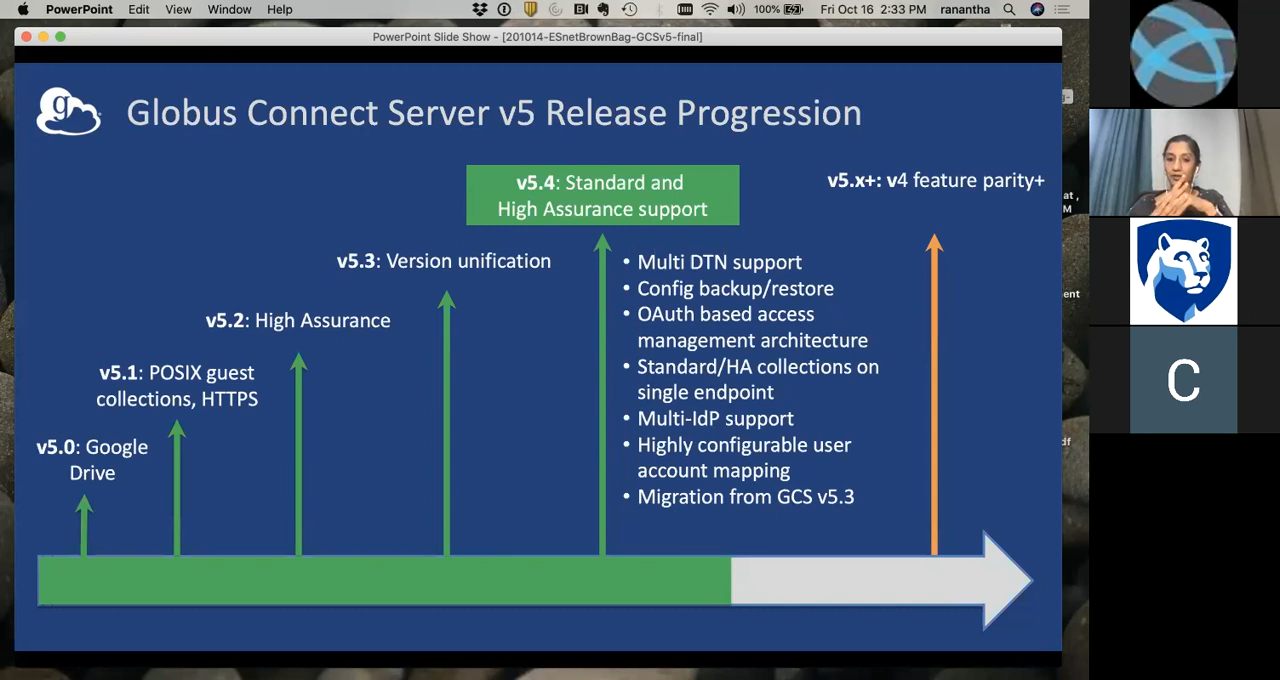 PowerPoint Edit View Window Help 100% Fri Oct 16 2:33 PM ranantha
PowerPoint Slide Show - [201014-ESnetBrownBag-GCSv5-final]
g
Globus Connect Server v5 Release Progression
v5.4: Standard and
High Assurance support
v5.x+: v4 feature parity+
v5.3: Version unification
v5.2: High Assurance
v5.1: POSIX guest
collections, HTTPS
v5.0: Google
Drive
• Multi DTN support
• Config backup/restore
• OAuth based access
management architecture
• Standard/HA collections on
single endpoint
• Multi-IdP support
• Highly configurable user
account mapping
• Migration from GCS v5.3
C